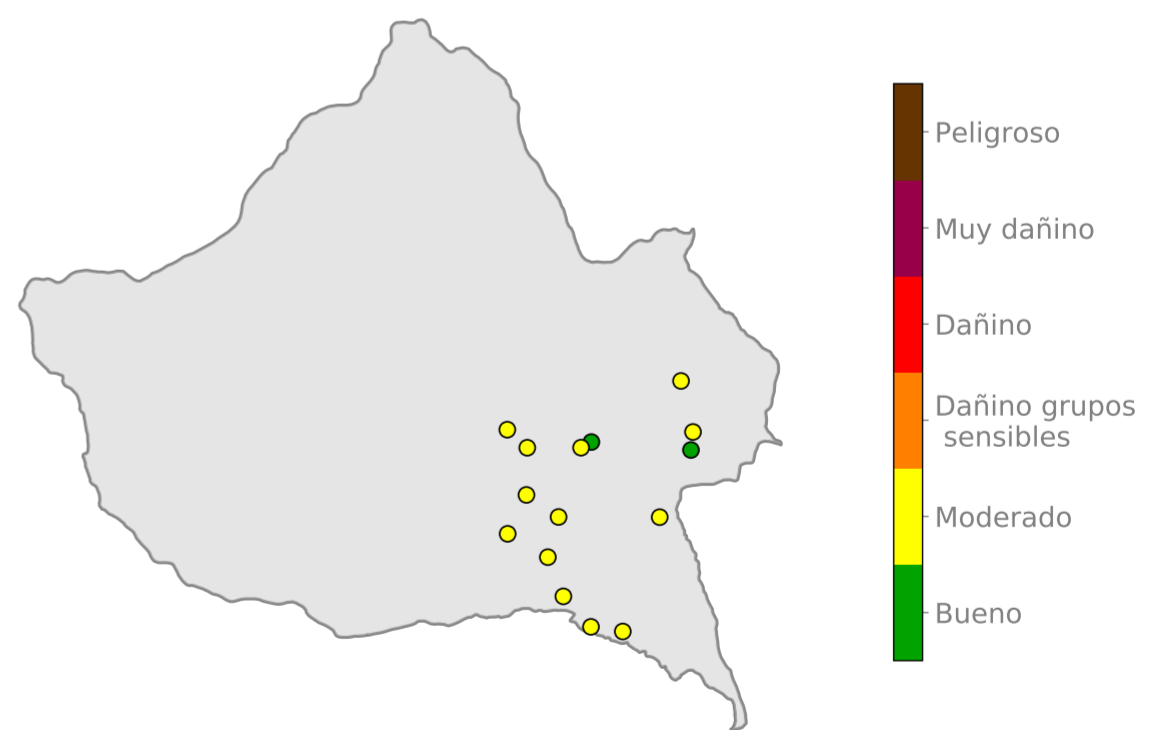 Peligroso
Muy dañino
Dañino
Dañino grupos
sensibles
Moderado
Bueno